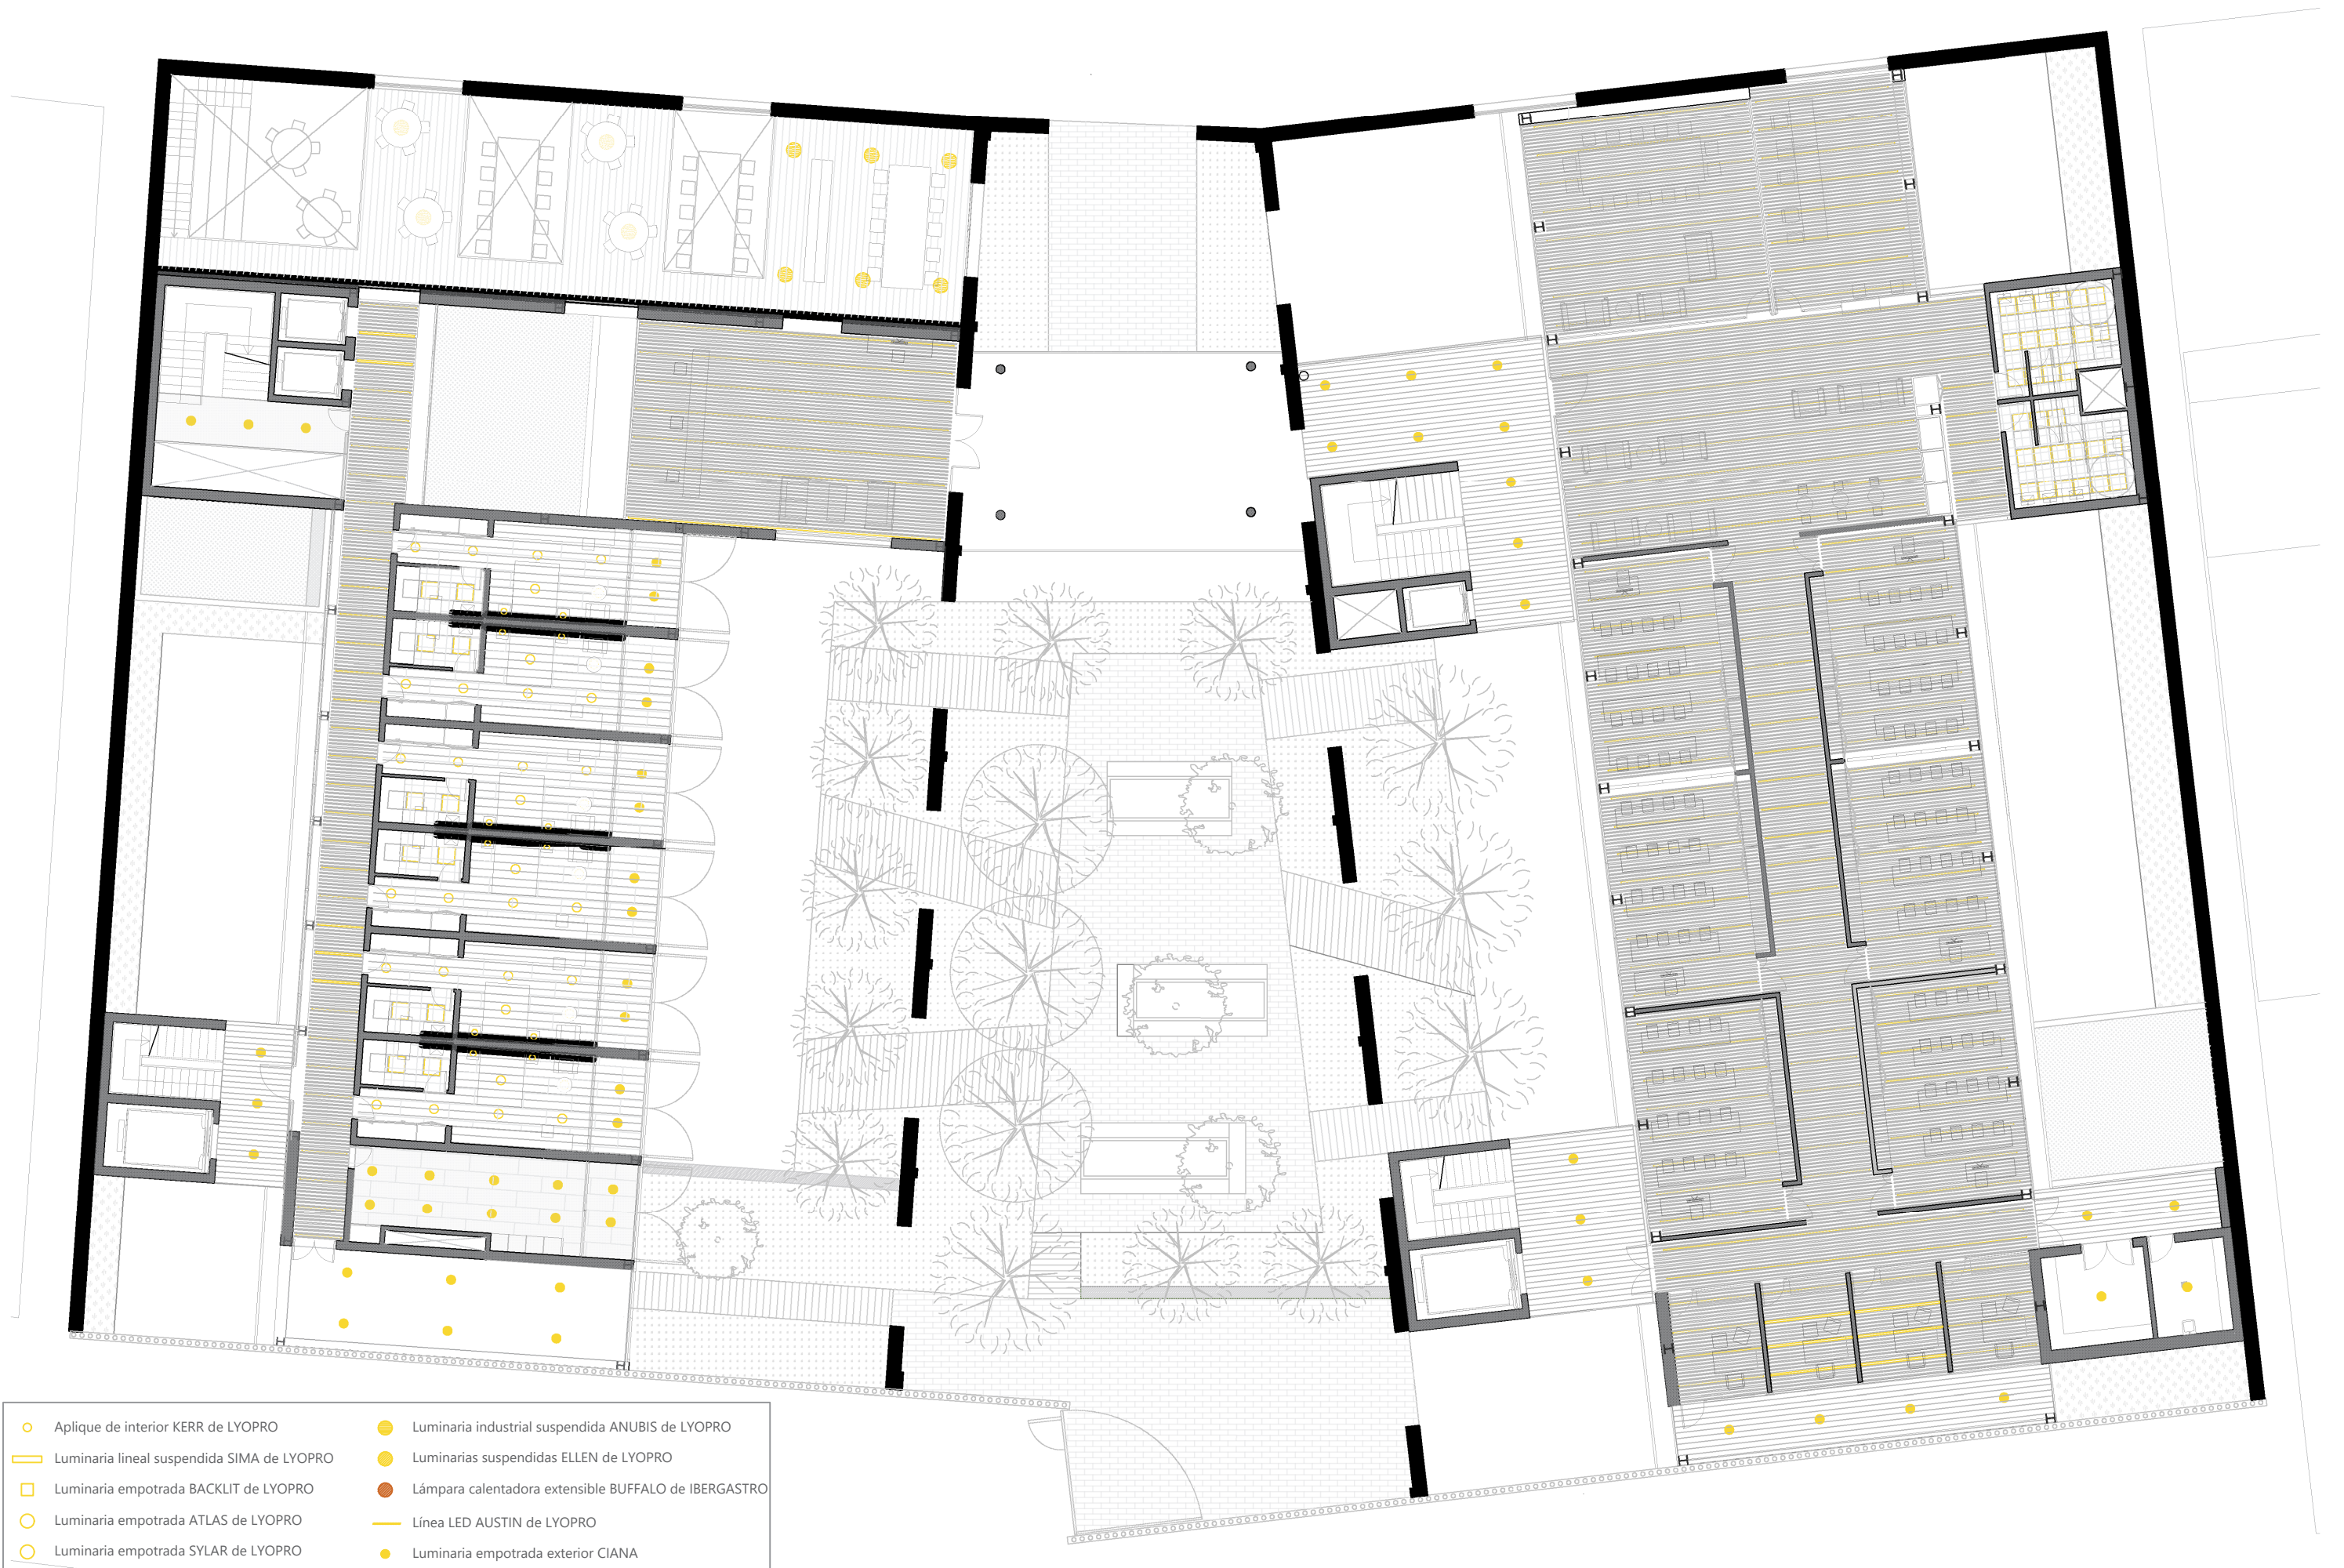 Aplique de interior KERR de LYOPRO
Luminaria lineal suspendida SIMA de LYOPRO
Luminaria empotrada BACKLIT de LYOPRO
Luminaria empotrada ATLAS de LYOPRO
Luminaria empotrada SYLAR de LYOPRO
Luminaria industrial suspendida ANUBIS de LYOPRO
Luminarias suspendidas ELLEN de LYOPRO
Lámpara calentadora extensible BUFFALO de IBERGASTRO
Línea LED AUSTIN de LYOPRO
Luminaria empotrada exterior CIANA